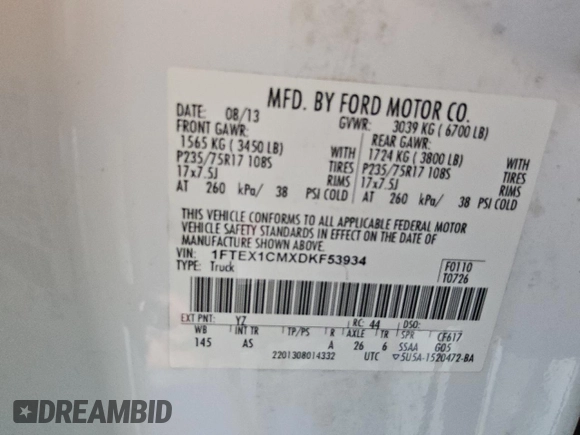 MFD. BY FORD MOTOR CO.
DATE: 08/13 GVWR: 3039 KG ( 6700 LB)
FRONT GAWR: REAR GAWR:
1565 KG ( 3450 LB) WITH 1724 KG ( 3800 LB) WITH
P235/75R17 108S TIRES P235/75R17 108S TIRES
17x7.5J RIMS 17x7.5J RIMS
AT 260 kPa/ 38 PSI COLD AT 260 kPa/ 38 PSI COLD
THIS VEHICLE CONFORMS TO ALL APPLICABLE FEDERAL MOTOR
VEHICLE SAFETY STANDARDS IN EFFECT ON THE DATE OF
MANUFACTURE SHOWN ABOVE.
VIN: 1FTEX1CMXDKF53934
TYPE: Truck
F0110
T0726
EXT PNT: YZ RC: 44 DSO:
WB INT TR TP/PS R AXLE TR SPR
145 AS A 26 6 SSAA G05
2201308014332 UTC ▽5U5A-1520472-BA
DREAMBID